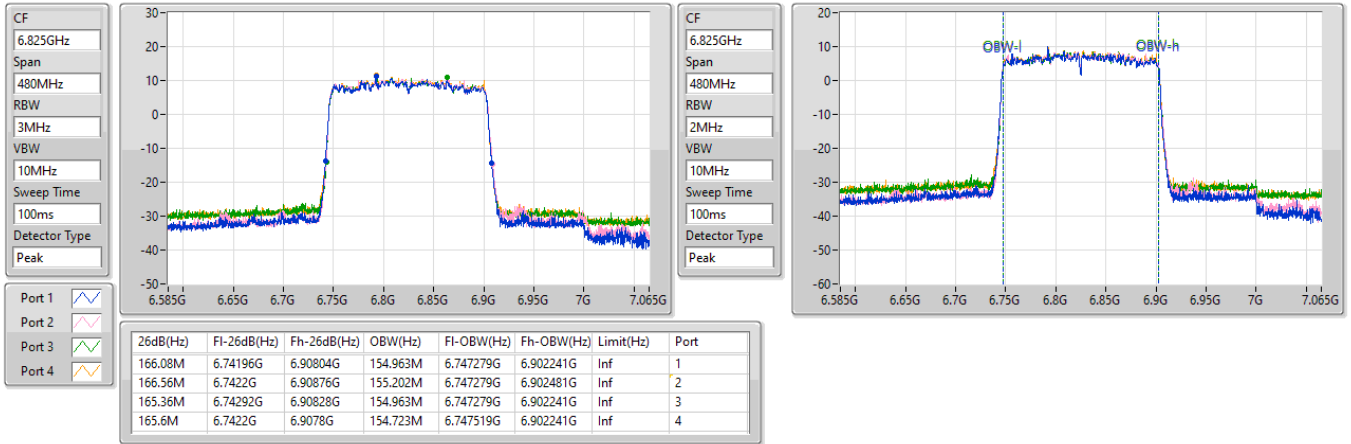 CF
6.825GHz
Span
480MHz
RBW
3MHz
VBW
10MHz
Sweep Time
100ms
Detector Type
Peak
30
20
10
0
-10
-20
-30
-40
-50
6.585G 6.65G 6.7G 6.75G 6.8G 6.85G 6.9G 6.95G 7G 7.065G
CF
6.825GHz
Span
480MHz
RBW
2MHz
VBW
10MHz
Sweep Time
100ms
Detector Type
Peak
20
10
0
-10
-20
-30
-40
-50
-60
OBW-l OBW-h
6.585G 6.65G 6.7G 6.75G 6.8G 6.85G 6.9G 6.95G 7G 7.065G
Port 1
Port 2
Port 3
Port 4
26dB(Hz) Fl-26dB(Hz) Fh-26dB(Hz) OBW(Hz) Fl-OBW(Hz) Fh-OBW(Hz) Limit(Hz) Port
166.08M 6.74196G 6.90804G 154.963M 6.747279G 6.902241G Inf 1
166.56M 6.7422G 6.90876G 155.202M 6.747279G 6.902481G Inf 2
165.36M 6.74292G 6.90828G 154.963M 6.747279G 6.902241G Inf 3
165.6M 6.7422G 6.9078G 154.723M 6.747519G 6.902241G Inf 4